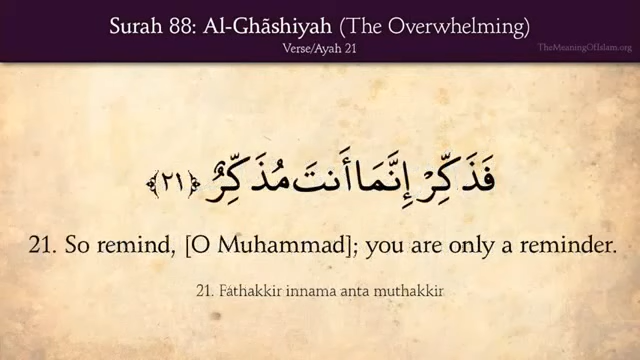 Surah 88: Al-Ghãshiyah (The Overwhelming)
Verse/Ayah 21
TheMeaningOfIslam.org
فَذَكِّرْ إِنَّمَا أَنتَ مُذَكِّرٌ ﴿٢١﴾
21. So remind, [O Muhammad]; you are only a reminder.
21. Fathakkir innama anta muthakkir